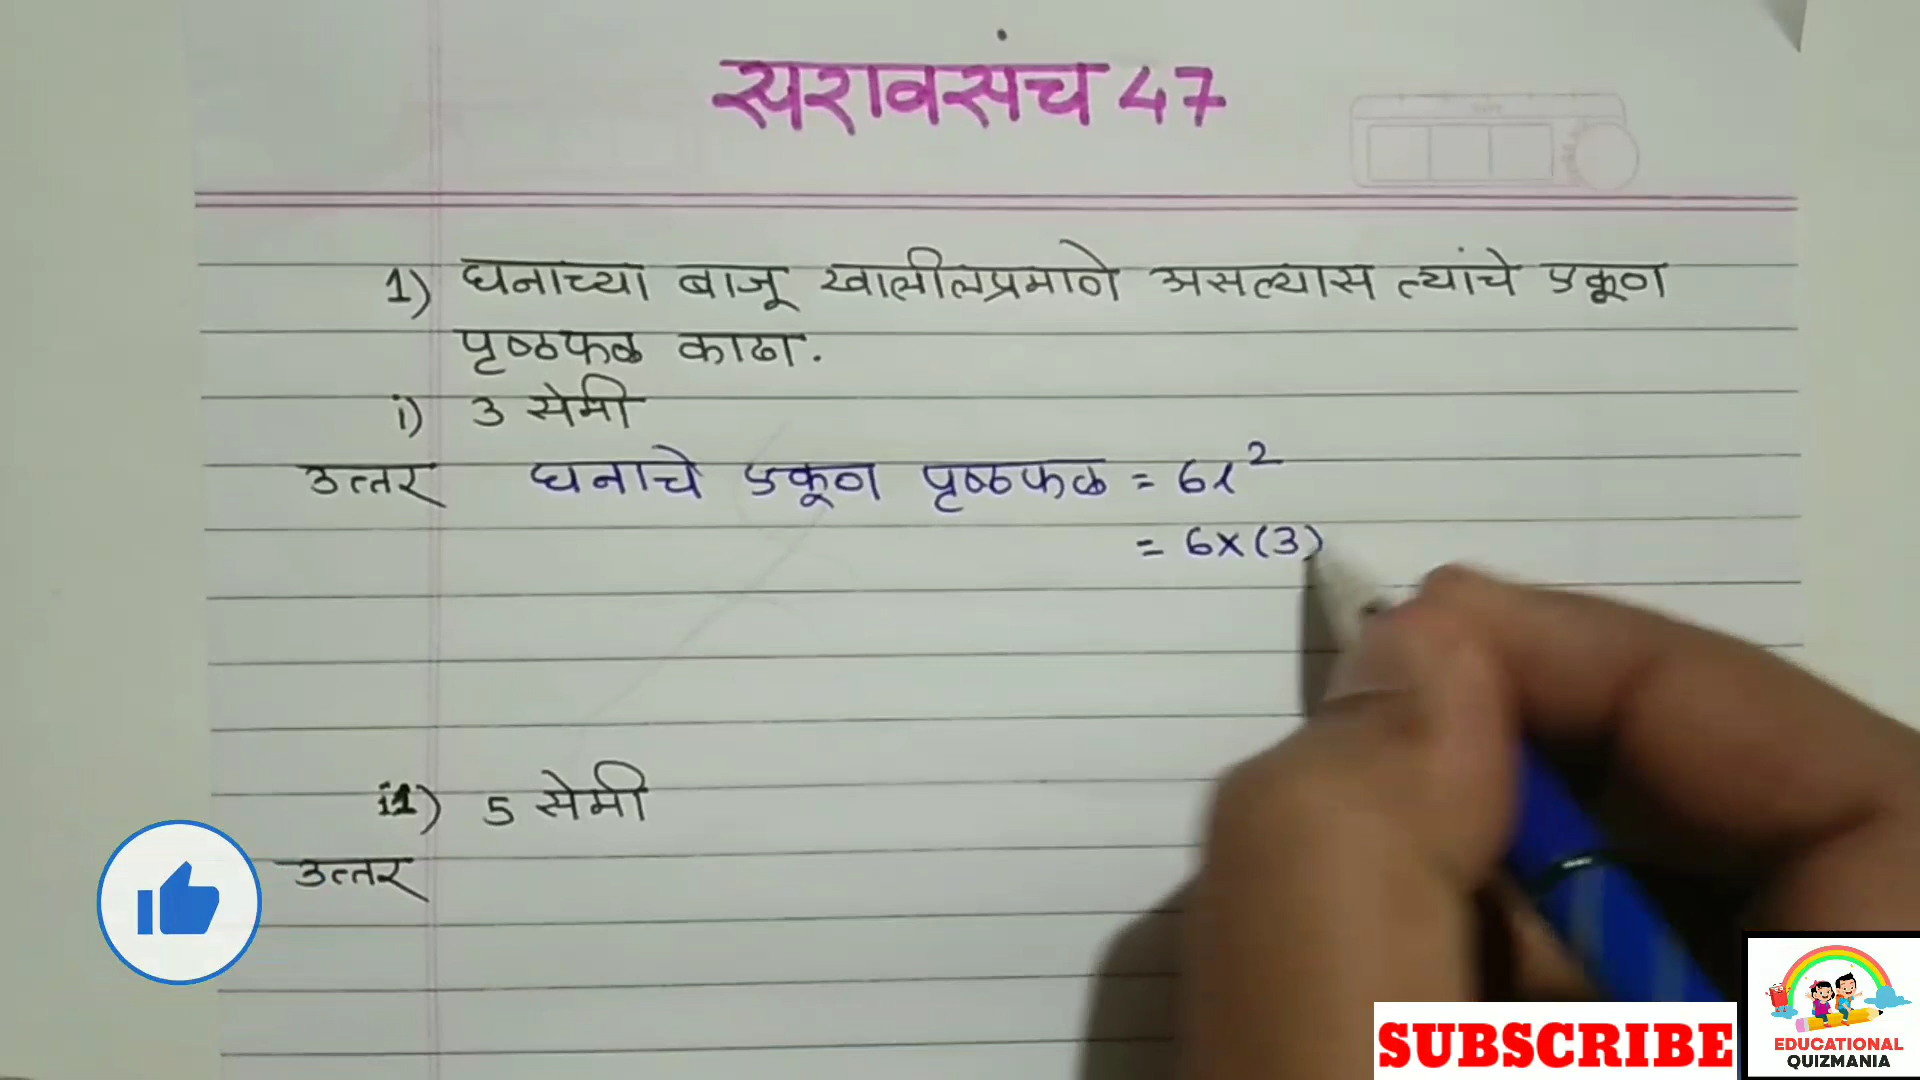 सरावसंच 47
1) घनाच्या बाजू खालीलप्रमाणे असल्यास त्यांचे एकूण
पृष्ठफळ काढा.
i) 3 सेमी
उत्तर घनाचे एकूण पृष्ठफळ = 6l²
= 6×(3)
ii) 5 सेमी
उत्तर
SUBSCRIBE
EDUCATIONAL
QUIZMANIA